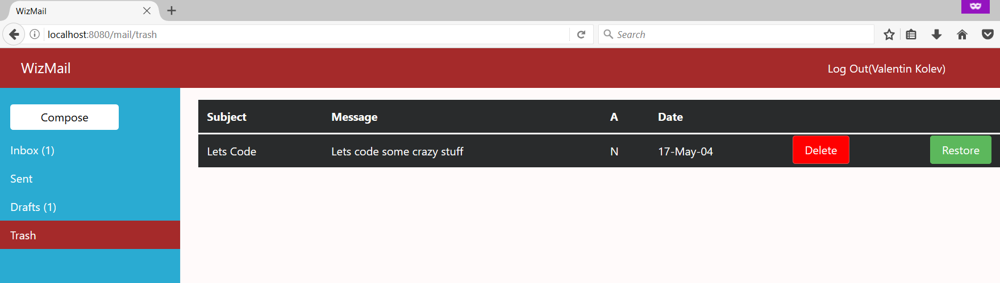 WizMail
localhost:8080/mail/trash
Search
WizMail
Log Out(Valentin Kolev)
Compose
Inbox (1)
Sent
Drafts (1)
Trash
Subject Message A Date
Lets Code Lets code some crazy stuff N 17-May-04 Delete Restore